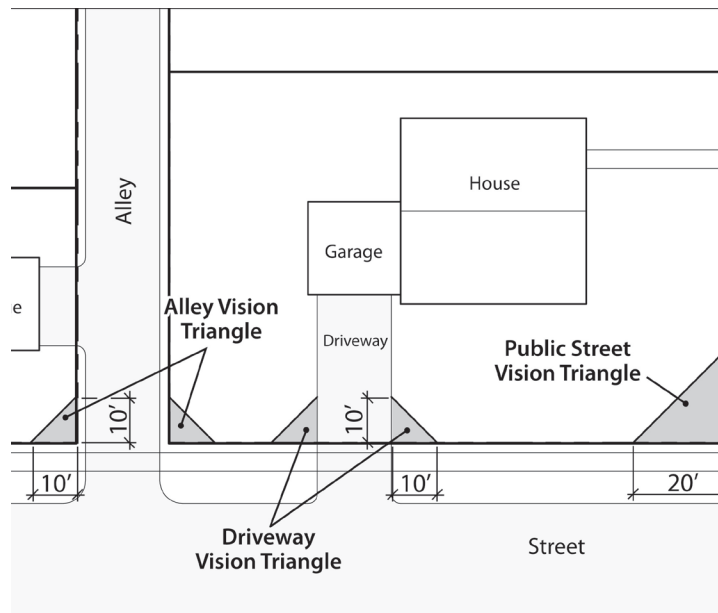 House
Alley
Garage
e
Alley Vision
Triangle
Driveway
Public Street
Vision Triangle
10’
10’
10’
10’
20’
Driveway
Vision Triangle
Street